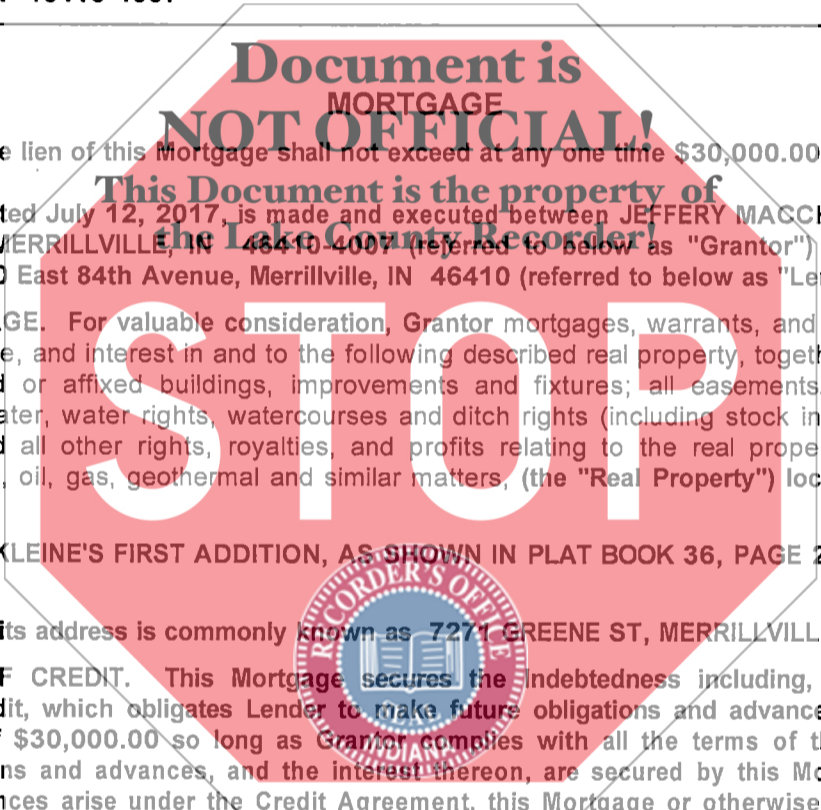 Document is
MORTGAGE
NOT OFFICIAL!
e lien of this Mortgage shall not exceed at any one time $30,000.00
This Document is the property of
ted July 12, 2017, is made and executed between JEFFERY MACC
the Lake County Recorder!
MERRILLVILLE, IN 46410-4007 (referred to below as "Grantor")
East 84th Avenue, Merrillville, IN 46410 (referred to below as "Le
GE. For valuable consideration, Grantor mortgages, warrants, and
e, and interest in and to the following described real property, toget
or affixed buildings, improvements and fixtures; all easements
ater, water rights, watercourses and ditch rights (including stock in
all other rights, royalties, and profits relating to the real prope
, oil, gas, geothermal and similar matters, (the "Real Property") loc
STOP
KLEINE'S FIRST ADDITION, AS SHOWN IN PLAT BOOK 36, PAGE 2
RECORDER'S OFFICE
its address is commonly known as 7271 GREENE ST, MERRILLVILL
F CREDIT. This Mortgage secures the Indebtedness including,
dit, which obligates Lender to make future obligations and advance
$30,000.00 so long as Grantor complies with all the terms of t
INDIANA
ns and advances, and the interest thereon, are secured by this Mo
nces arise under the Credit Agreement, this Mortgage or otherwise